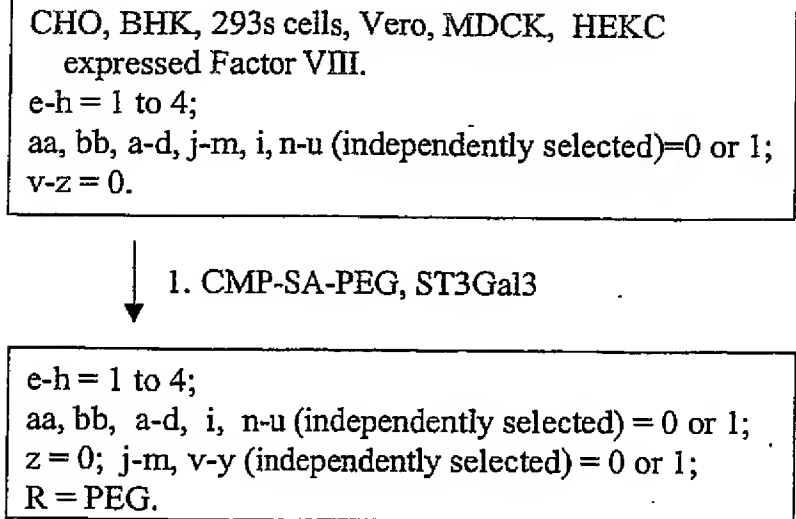 CHO, BHK, 293s cells, Vero, MDCK, HEKC
expressed Factor VIII.
e-h = 1 to 4;
aa, bb, a-d, j-m, i, n-u (independently selected)=0 or 1;
v-z = 0.
1. CMP-SA-PEG, ST3Gal3
e-h = 1 to 4;
aa, bb, a-d, i, n-u (independently selected) = 0 or 1;
z = 0; j-m, v-y (independently selected) = 0 or 1;
R = PEG.